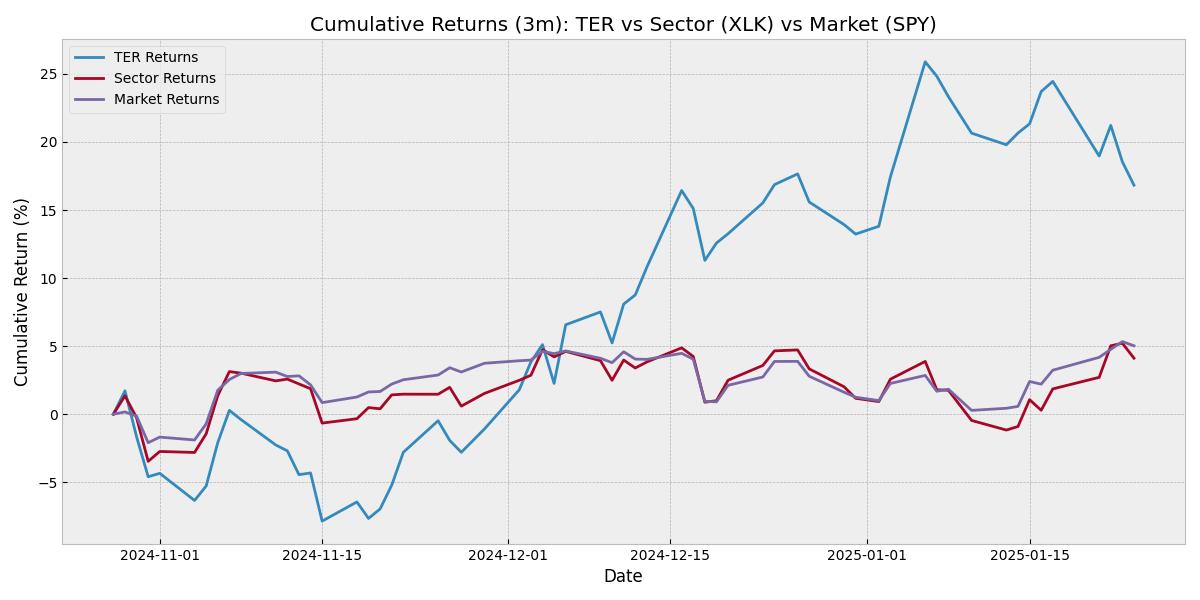 Cumulative Returns (3m): TER vs Sector (XLK) vs Market (SPY)
TER Returns
Sector Returns
Market Returns
Cumulative Return (%)
25
20
15
10
5
0
−5
2024-11-01
2024-11-15
2024-12-01
2024-12-15
2025-01-01
2025-01-15
Date